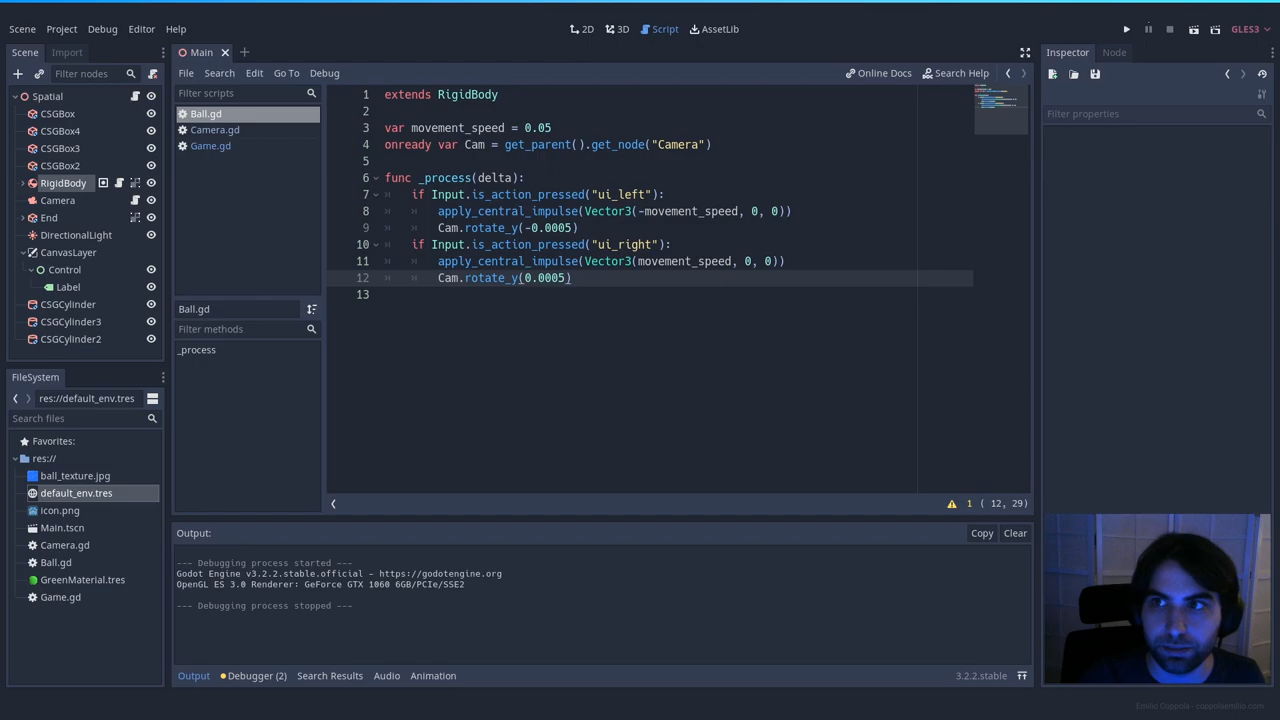 Scene Project Debug Editor Help
2D 3D Script AssetLib
GLES3
Scene Import
Filter nodes
Spatial
CSGBox
CSGBox4
CSGBox3
CSGBox2
RigidBody
Camera
End
DirectionalLight
CanvasLayer
Control
Label
CSGCylinder
CSGCylinder3
CSGCylinder2
FileSystem
res://default_env.tres
Search files
Favorites:
res://
ball_texture.jpg
default_env.tres
icon.png
Main.tscn
Camera.gd
Ball.gd
GreenMaterial.tres
Game.gd
Main
File Search Edit Go To Debug
Online Docs Search Help
Filter scripts
Ball.gd
Camera.gd
Game.gd
Ball.gd
Filter methods
_process
1 extends RigidBody
2
3 var movement_speed = 0.05
4 onready var Cam = get_parent().get_node("Camera")
5
6 func _process(delta):
7 if Input.is_action_pressed("ui_left"):
8 apply_central_impulse(Vector3(-movement_speed, 0, 0))
9 Cam.rotate_y(-0.0005)
10 if Input.is_action_pressed("ui_right"):
11 apply_central_impulse(Vector3(movement_speed, 0, 0))
12 Cam.rotate_y(0.0005)
13
1 ( 12, 29)
Output:
Copy Clear
--- Debugging process started ---
Godot Engine v3.2.2.stable.official - https://godotengine.org
OpenGL ES 3.0 Renderer: GeForce GTX 1060 6GB/PCIe/SSE2
--- Debugging process stopped ---
Output Debugger (2) Search Results Audio Animation
3.2.2.stable
Inspector Node
Filter properties
Emilio Coppola - coppolaemilio.com